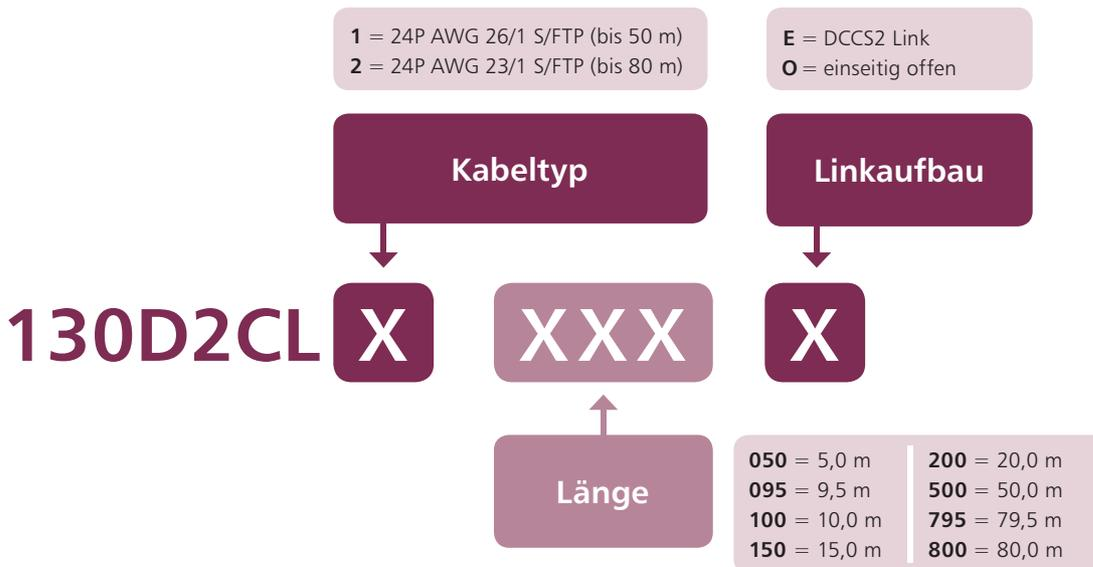 1 = 24P AWG 26/1 S/FTP (bis 50 m)
2 = 24P AWG 23/1 S/FTP (bis 80 m)
E = DCCS2 Link
O = einseitig offen
Kabeltyp
Linkaufbau
130D2CL X XXX X
Länge
050 = 5,0 m
095 = 9,5 m
100 = 10,0 m
150 = 15,0 m
200 = 20,0 m
500 = 50,0 m
795 = 79,5 m
800 = 80,0 m